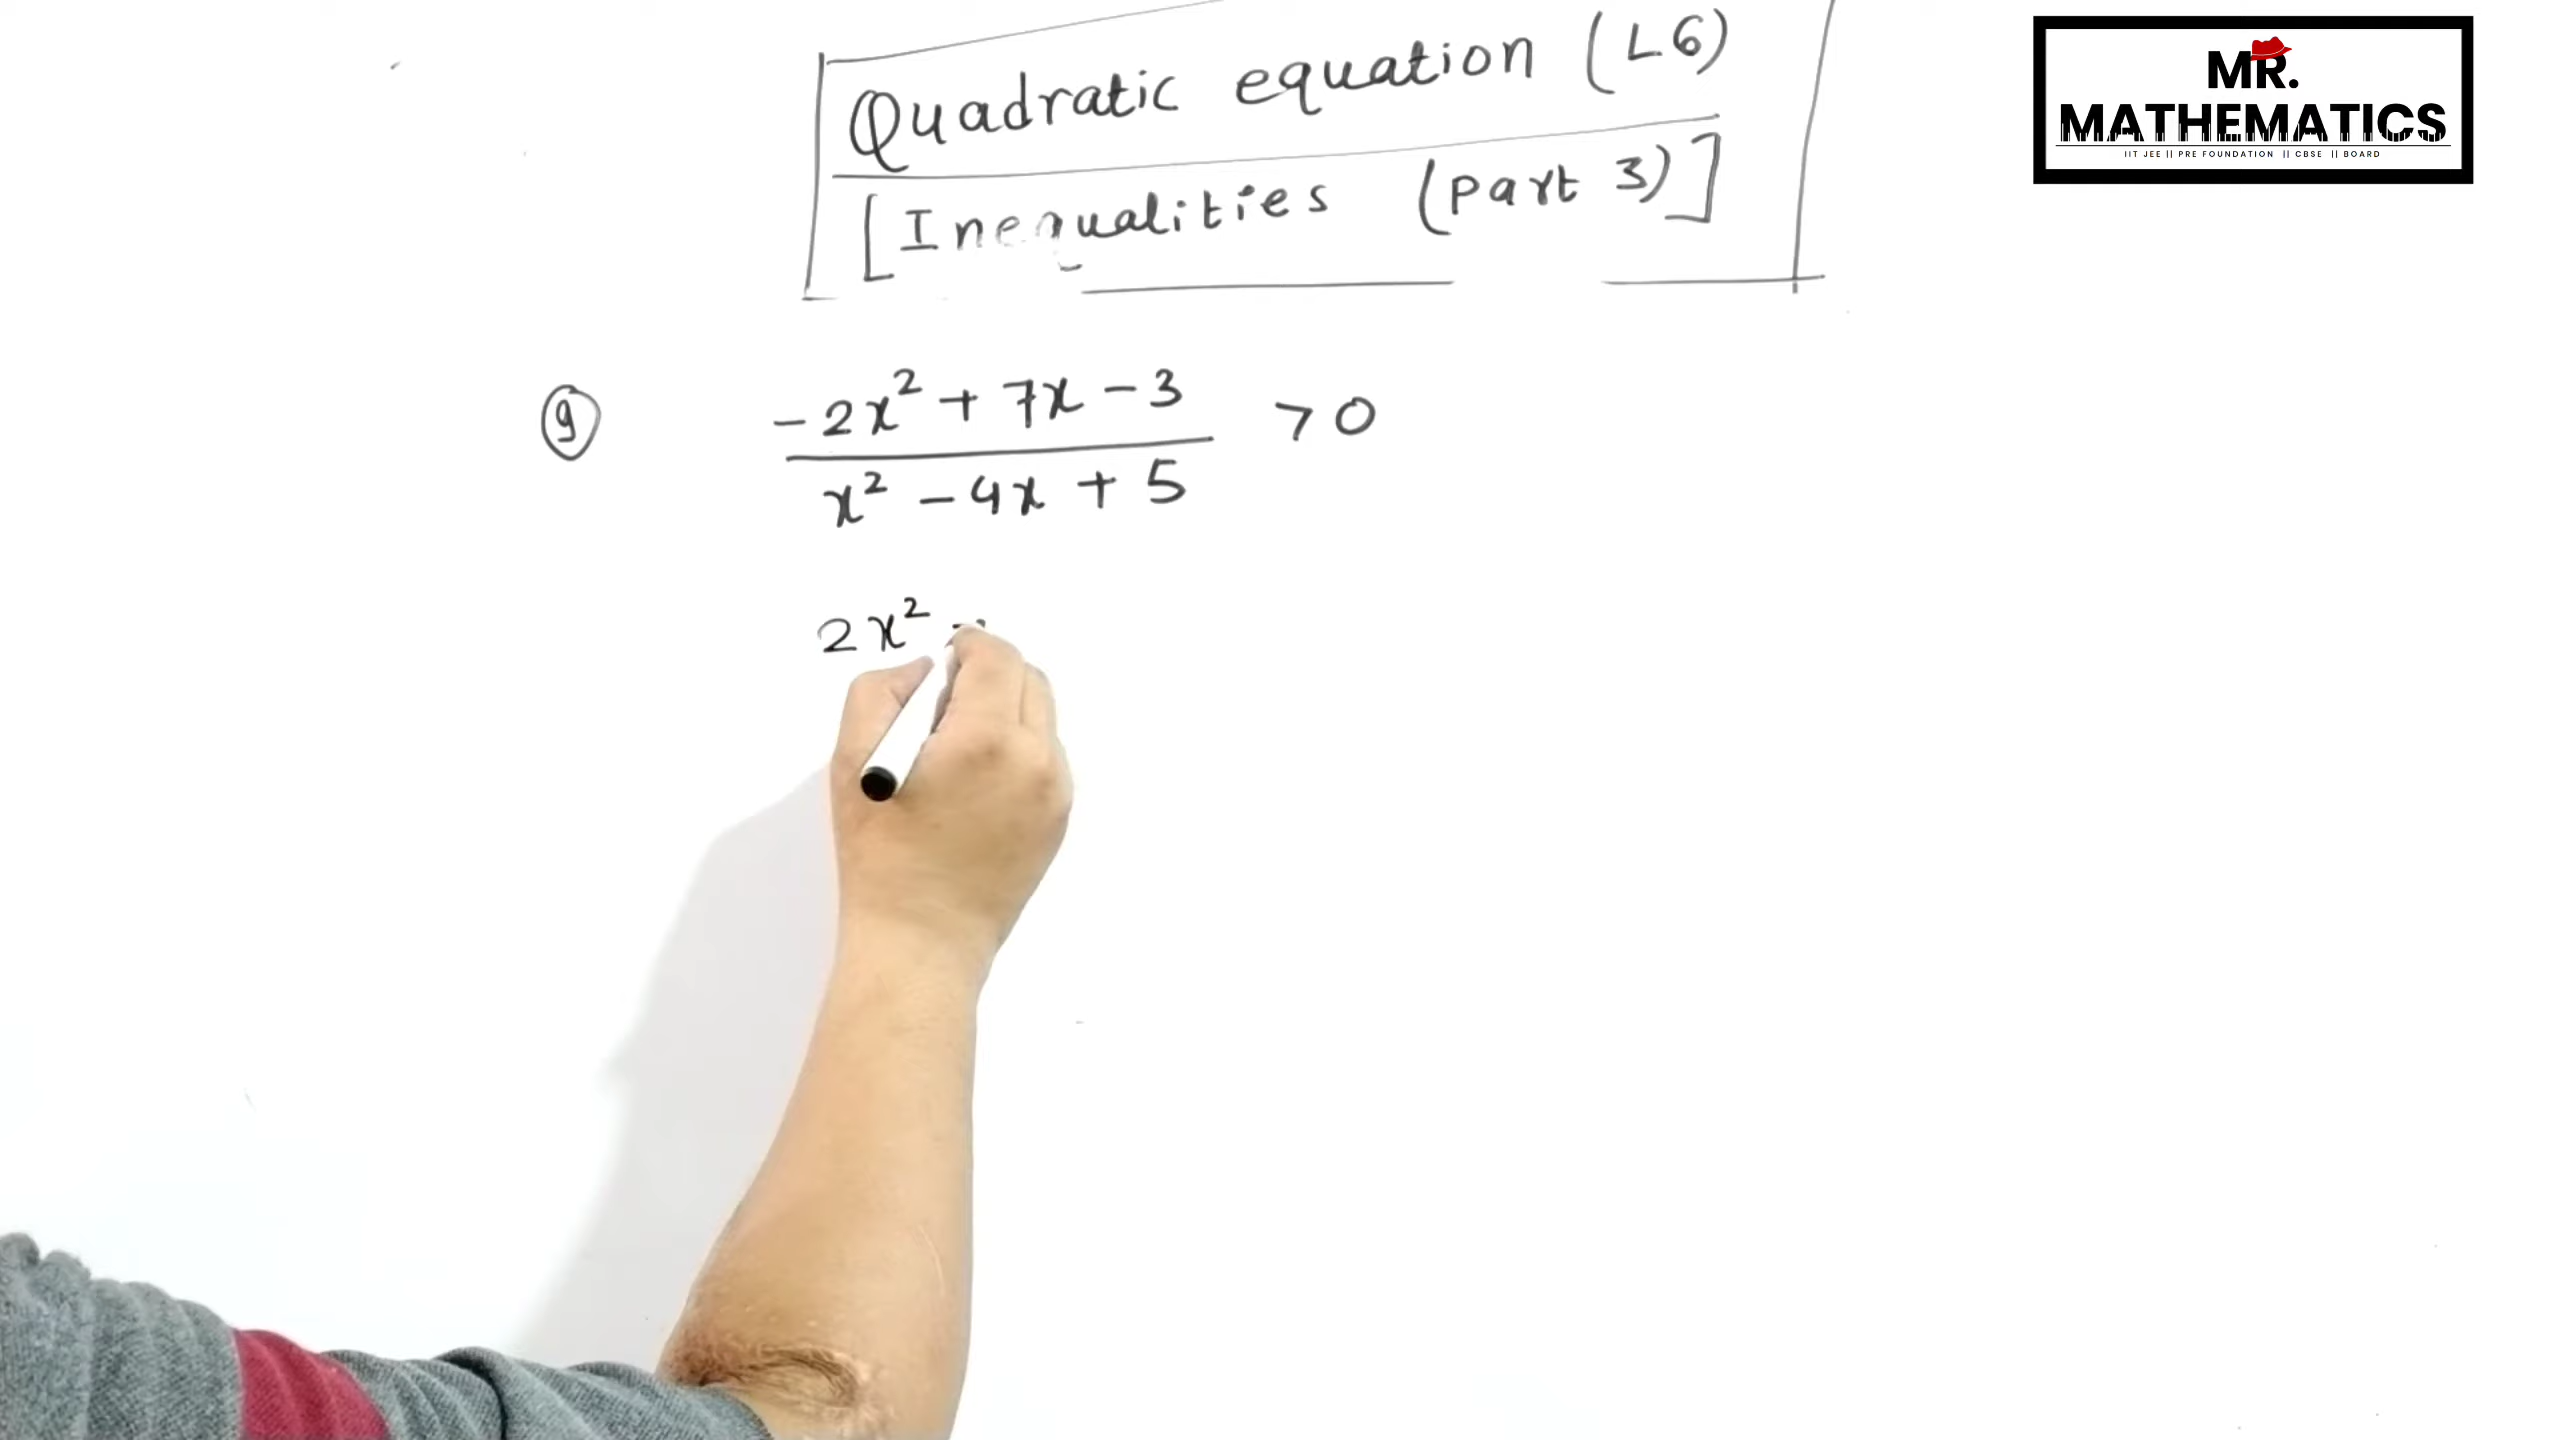 Quadratic equation (L6)
[Inequalities (part 3)]
MR.
MATHEMATICS
IIT JEE || PRE FOUNDATION || CBSE || BOARD
⑨ -2x² + 7x - 3 > 0
x² - 4x + 5
2x² -